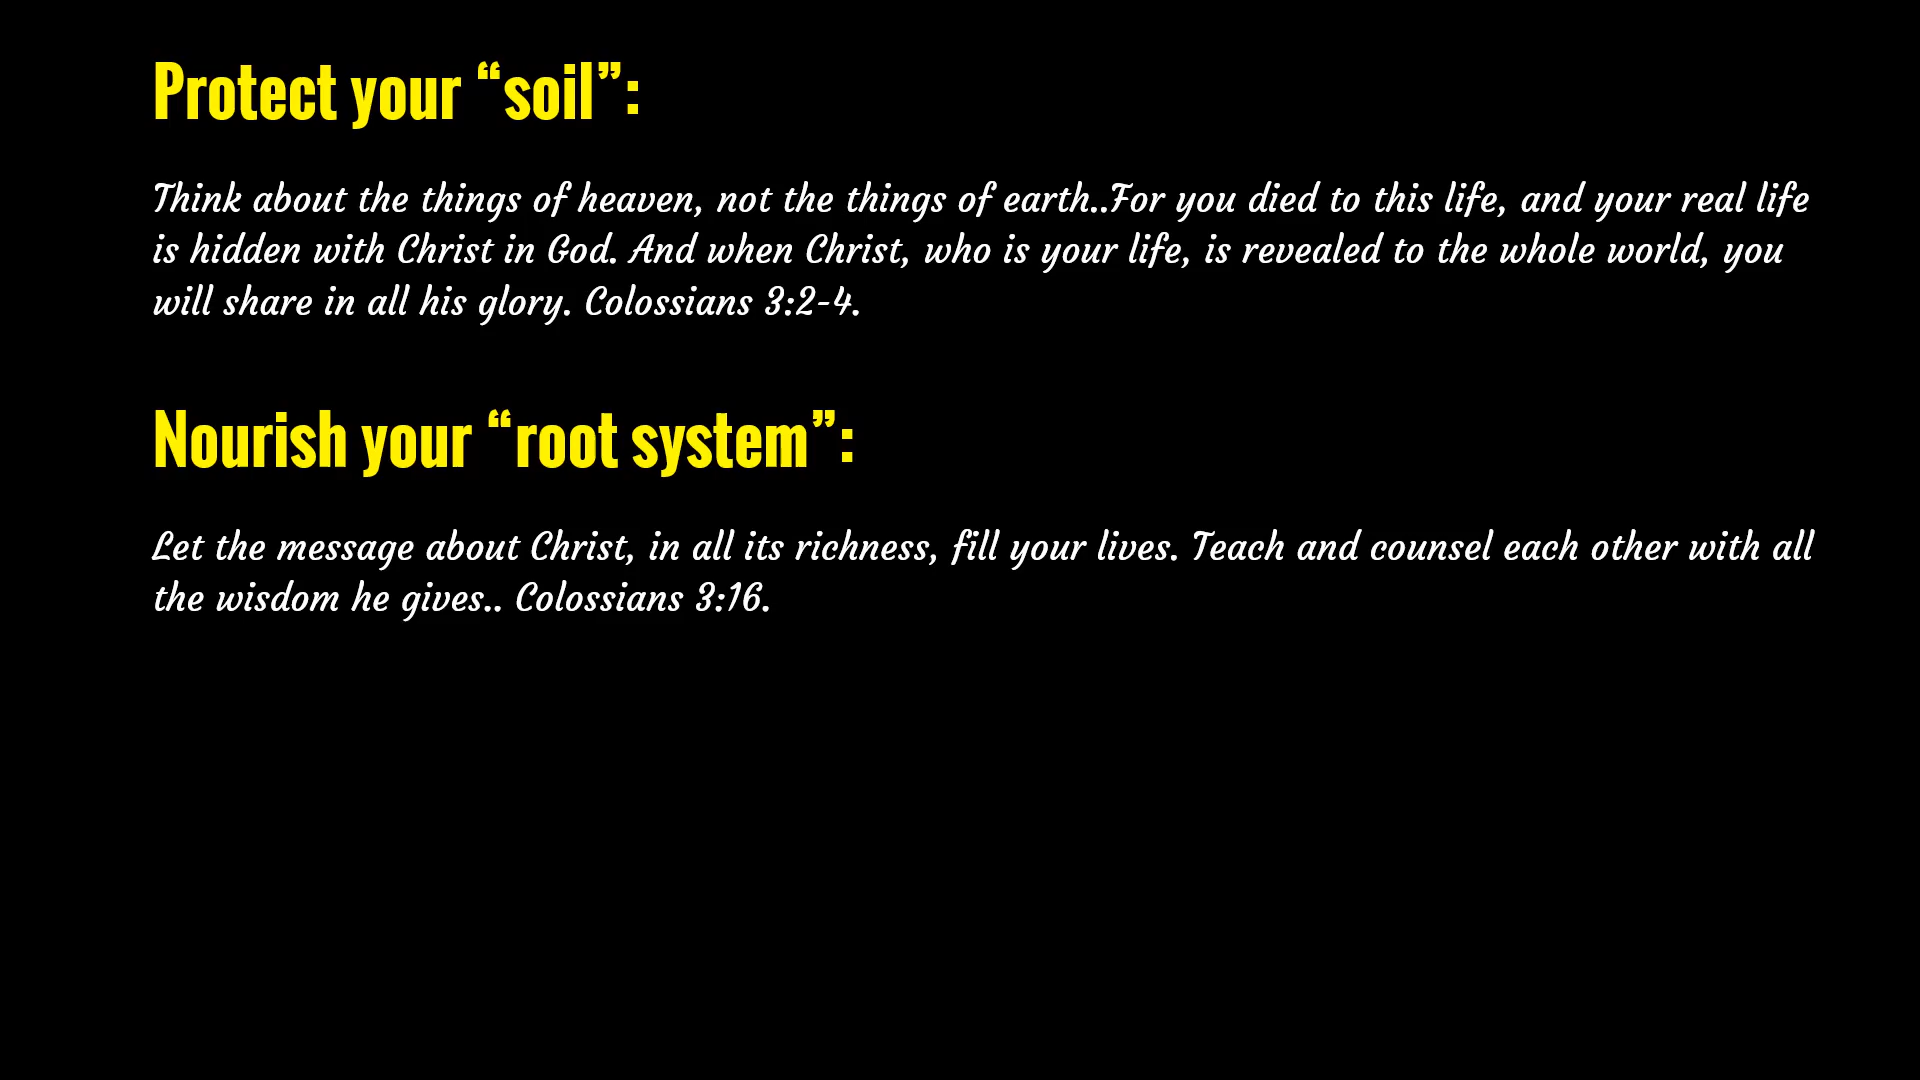 Protect your “soil”:
Think about the things of heaven, not the things of earth..For you died to this life, and your real life
is hidden with Christ in God. And when Christ, who is your life, is revealed to the whole world, you
will share in all his glory. Colossians 3:2-4.
Nourish your “root system”:
Let the message about Christ, in all its richness, fill your lives. Teach and counsel each other with all
the wisdom he gives.. Colossians 3:16.